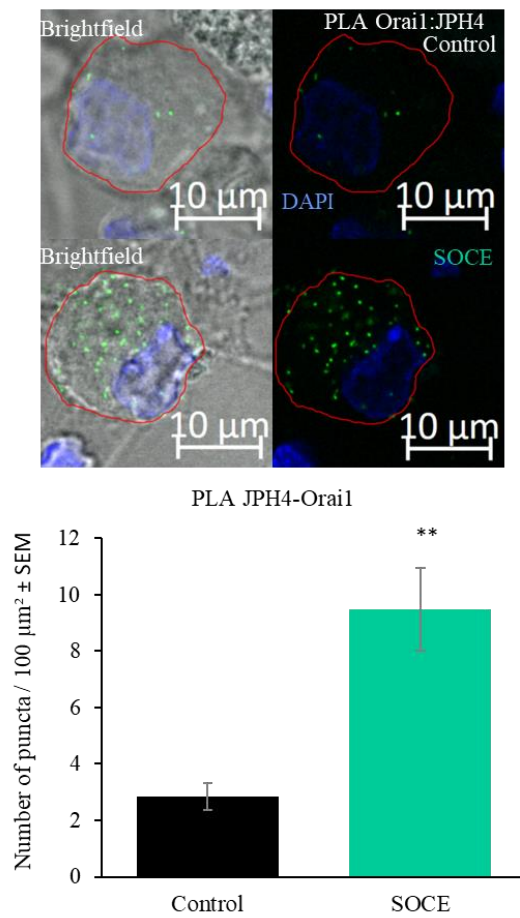 Brightfield
PLA Orai1:JPH4
Control
10 μm
DAPI
10 μm
Brightfield
SOCE
10 μm
10 μm
PLA JPH4-Orai1
Number of puncta / 100 μm² ± SEM
12
10
8
6
4
2
0
**
Control
SOCE